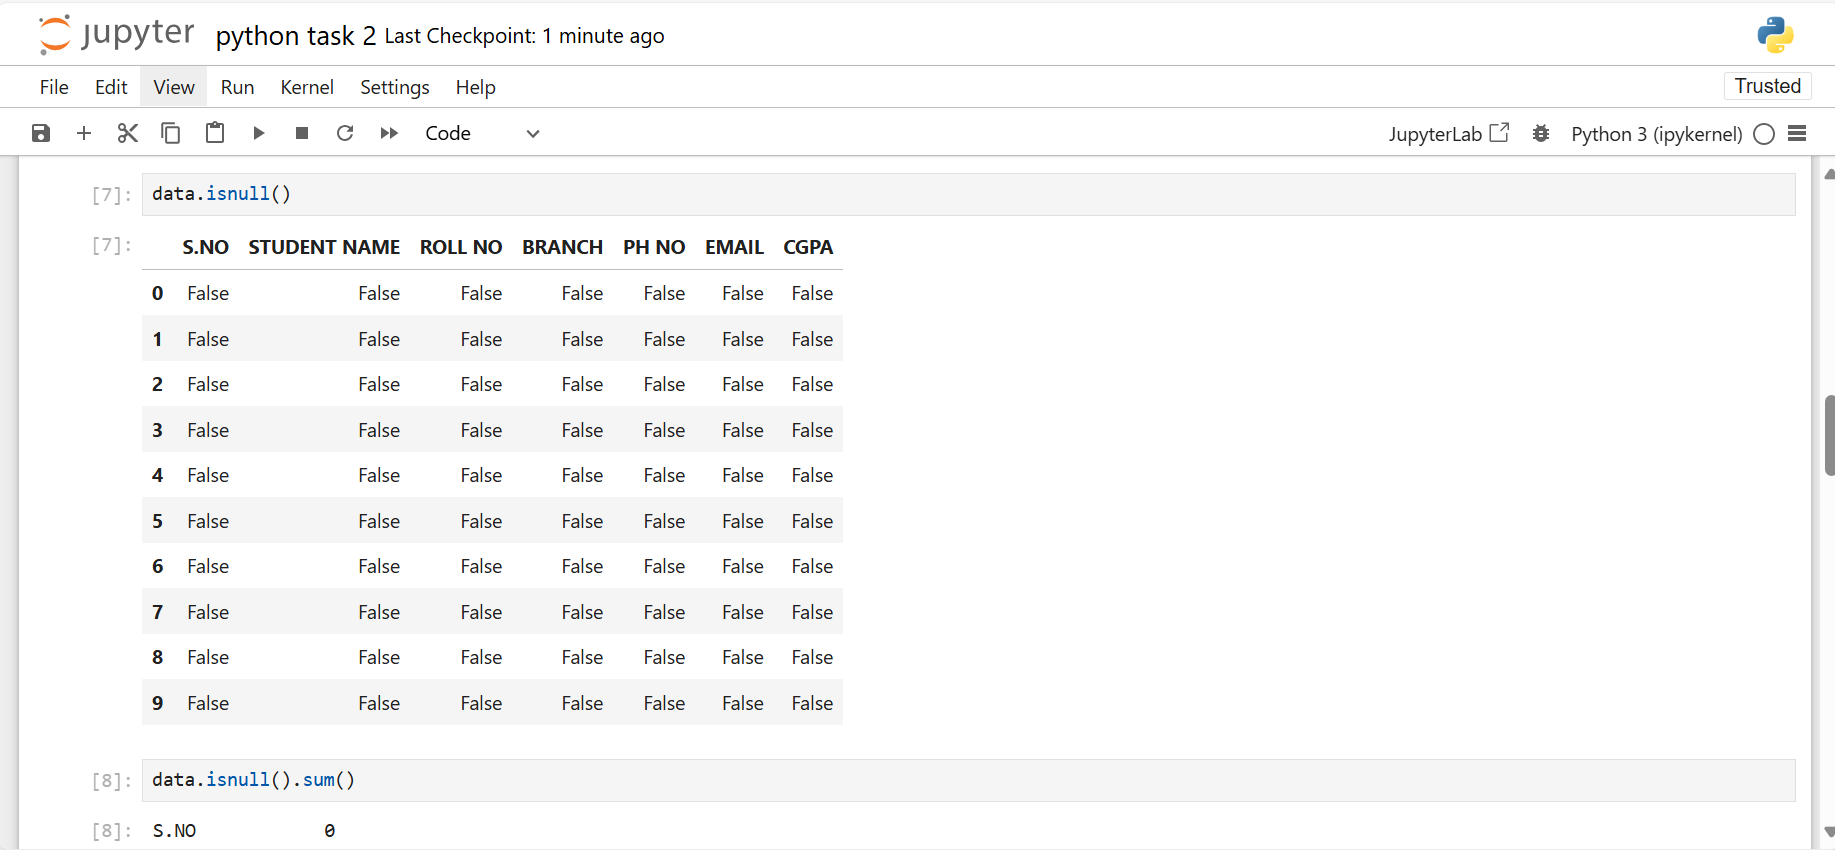 jupyter python task 2 Last Checkpoint: 1 minute ago
File Edit View Run Kernel Settings Help Trusted
Code JupyterLab Python 3 (ipykernel)
[7]: data.isnull()
[7]: S.NO STUDENT NAME ROLL NO BRANCH PH NO EMAIL CGPA
0 False False False False False False False
1 False False False False False False False
2 False False False False False False False
3 False False False False False False False
4 False False False False False False False
5 False False False False False False False
6 False False False False False False False
7 False False False False False False False
8 False False False False False False False
9 False False False False False False False
[8]: data.isnull().sum()
[8]: S.NO 0